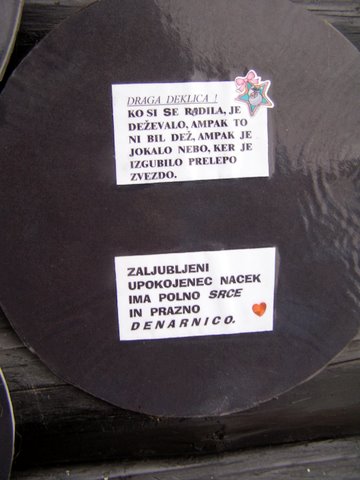 DRAGA DEKLICA !
KO SI SE RODILA, JE
DEŽEVALO, AMPAK TO
NI BIL DEŽ, AMPAK JE
JOKALO NEBO, KER JE
IZGUBILO PRELEPO
ZVEZDO.
ZALJUBLJENI
UPOKOJENEC NACEK
IMA POLNO SRCE
IN PRAZNO
DENARNICO.